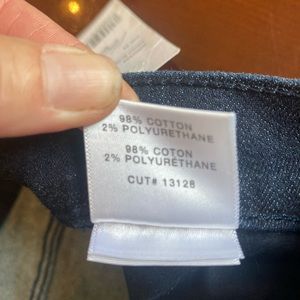 98% COTTON
2% POLYURETHANE
98% COTON
2% POLYURÉTHANE
CUT# 13128